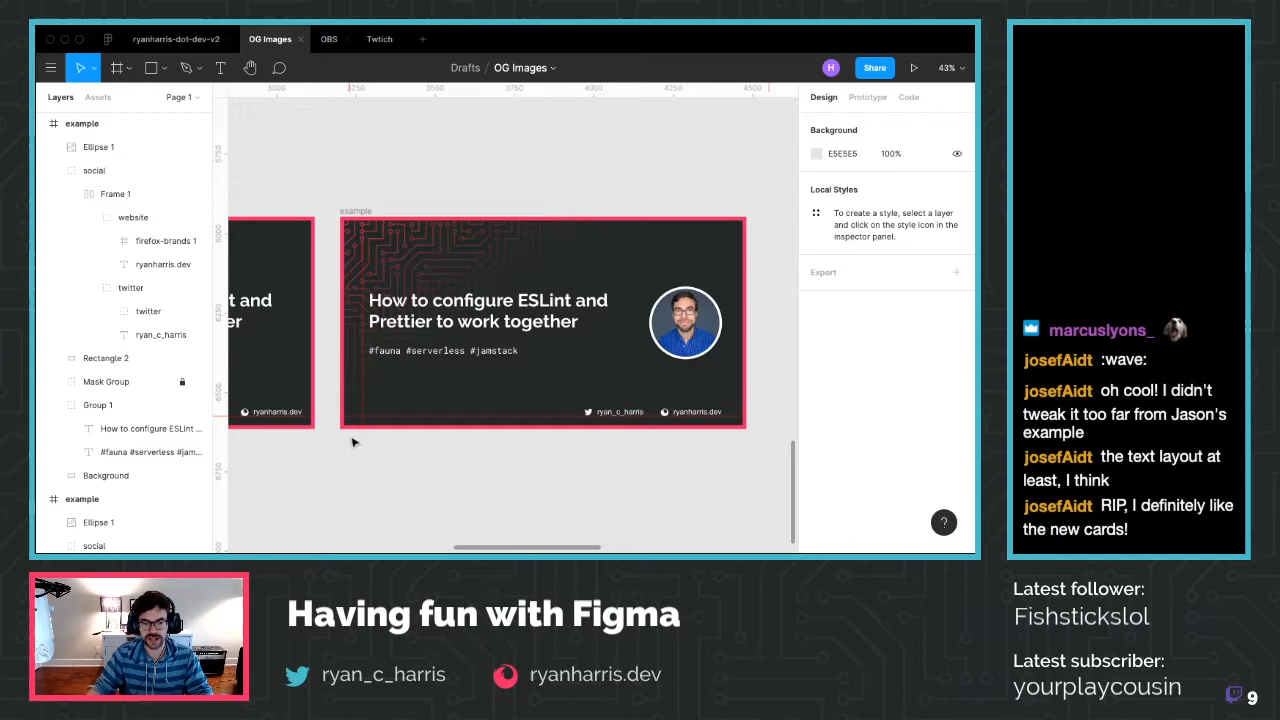 ryanharris-dot-dev-v2
OG Images
OBS
Twtich
Drafts / OG Images
H
Share
43%
Layers
Assets
Page 1
3000
3250
3500
3750
4000
4250
4500
Design
Prototype
Code
example
Ellipse 1
social
Frame 1
website
firefox-brands 1
ryanharris.dev
twitter
twitter
ryan_c_harris
Rectangle 2
Mask Group
Group 1
How to configure ESLint ...
#fauna #serverless #jam...
Background
example
Ellipse 1
social
5750
6000
6250
6500
6750
t and
er
ryanharris.dev
example
How to configure ESLint and
Prettier to work together
#fauna #serverless #jamstack
ryan_c_harris
ryanharris.dev
Background
E5E5E5
100%
Local Styles
To create a style, select a layer
and click on the style icon in the
inspector panel.
Export
?
marcuslyons_
josefAidt :wave:
josefAidt oh cool! I didn't
tweak it too far from Jason's
example
josefAidt the text layout at
least, I think
josefAidt RIP, I definitely like
the new cards!
Having fun with Figma
ryan_c_harris
ryanharris.dev
Latest follower:
Fishstickslol
Latest subscriber:
yourplaycousin
9